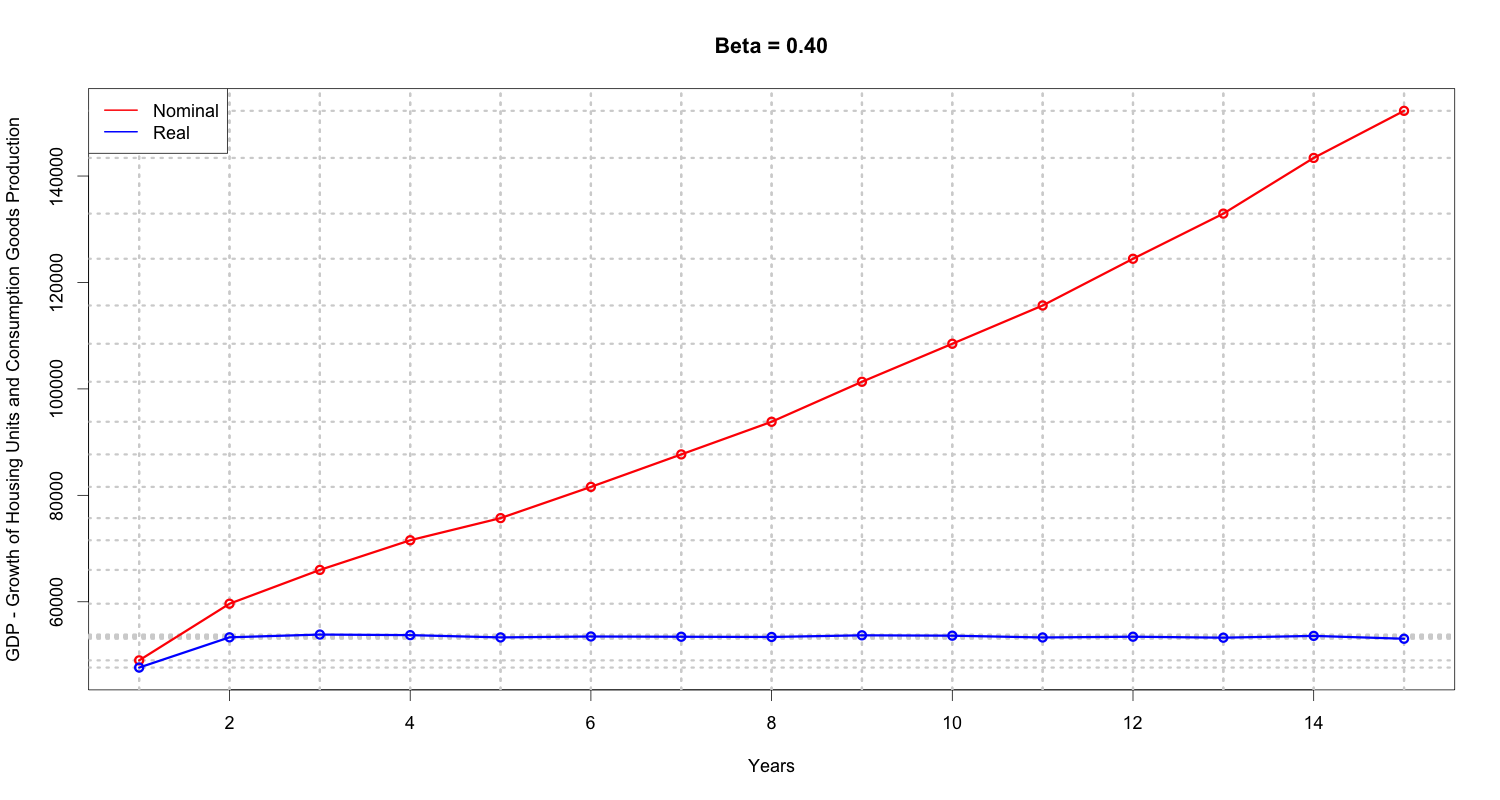 Beta = 0.40
Nominal
Real
GDP - Growth of Housing Units and Consumption Goods Production
140000
120000
100000
80000
60000
2 4 6 8 10 12 14
Years